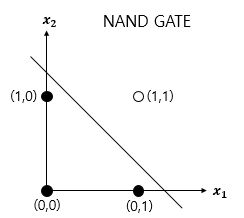 x₂ NAND GATE
(1,0) (1,1)
x₁
(0,0) (0,1)